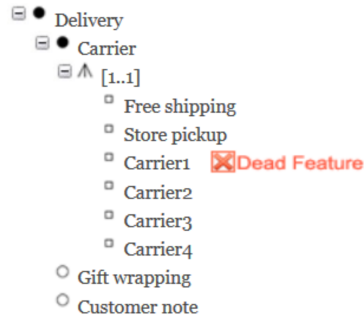 Delivery
Carrier
[1..1]
Free shipping
Store pickup
Carrier1 Dead Feature
Carrier2
Carrier3
Carrier4
Gift wrapping
Customer note